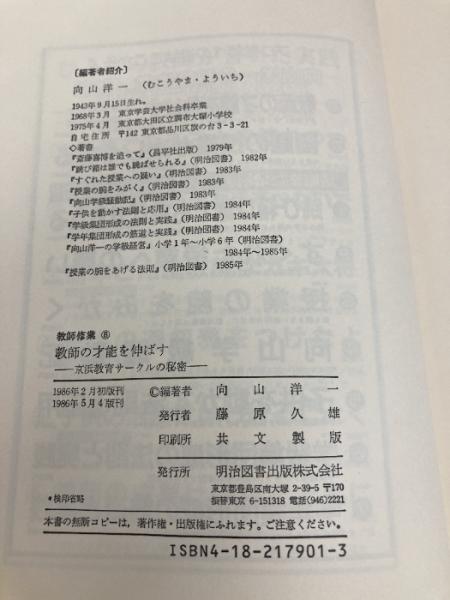 〔編著者紹介〕
向山洋一 (むこうやま・よういち)
1943年9月15日生れ。
1968年3月 東京学芸大学社会科卒業
1975年4月 東京都大田区立調布大塚小学校
自宅住所 〒142 東京都品川区旗の台3-3-21
◇著書
『斎藤喜博を追って』(昌平社出版) 1979年
『跳び箱は誰でも跳ばせられる』(明治図書) 1982年
『すぐれた授業への疑い』(明治図書) 1983年
『授業の腕をみがく』(明治図書) 1983年
『向山学級騒動記』(明治図書) 1983年
『子供を動かす法則と応用』(明治図書) 1984年
『学級集団形成の法則と実践』(明治図書) 1984年
『学年集団形成の筋道と実践』(明治図書) 1984年
『向山洋一の学級経営』小学1年〜小学6年 (明治図書)
1984年〜1985年
『授業の腕をあげる法則』(明治図書) 1985年
教師修業 ⑧
教師の才能を伸ばす
——京浜教育サークルの秘密——
1986年2月初版刊
1986年5月4版刊
©編著者 向山洋一
発行者 藤原久雄
印刷所 共文製版
発行所 明治図書出版株式会社
東京都豊島区南大塚 2-39-5 〒170
振替東京 6-151318 電話(946)2221
*検印省略
本書の無断コピーは、著作権・出版権にふれます。ご注意ください。
ISBN4-18-217901-3